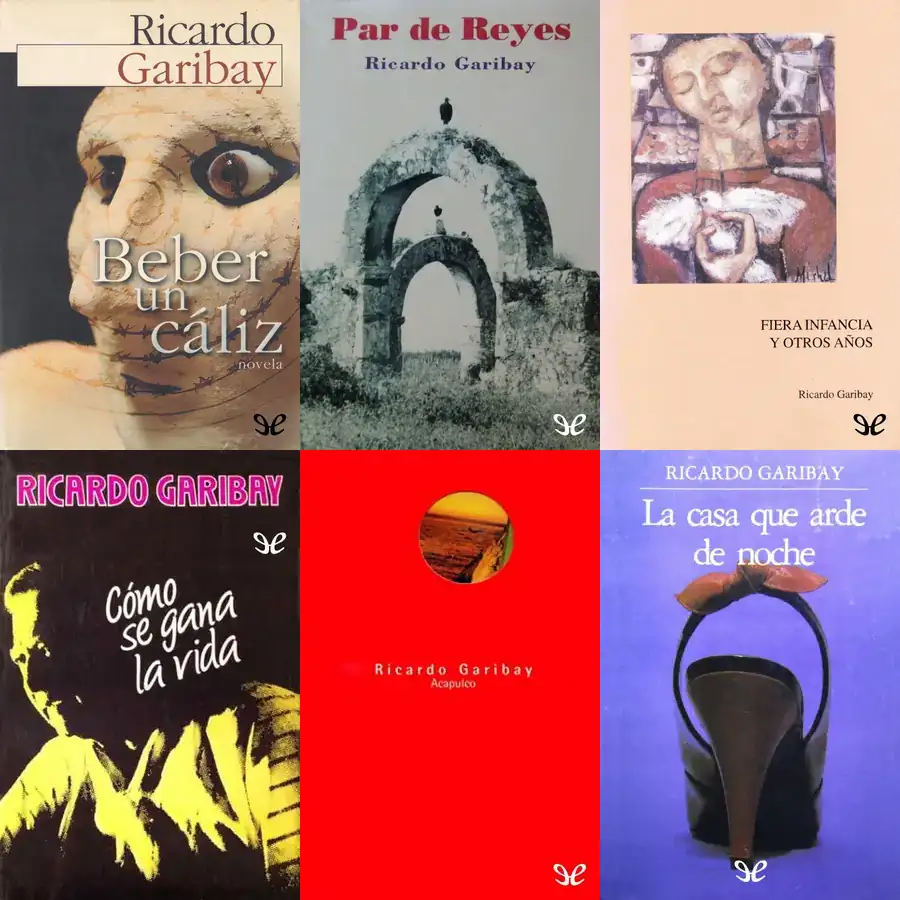 Ricardo
Garibay
Beber
un
cáliz
novela
Par de Reyes
Ricardo Garibay
FIERA INFANCIA
Y OTROS AÑOS
Ricardo Garibay
RICARDO GARIBAY
Cómo
se gana
la vida
Ricardo Garibay
Acapulco
RICARDO GARIBAY
La casa que arde
de noche